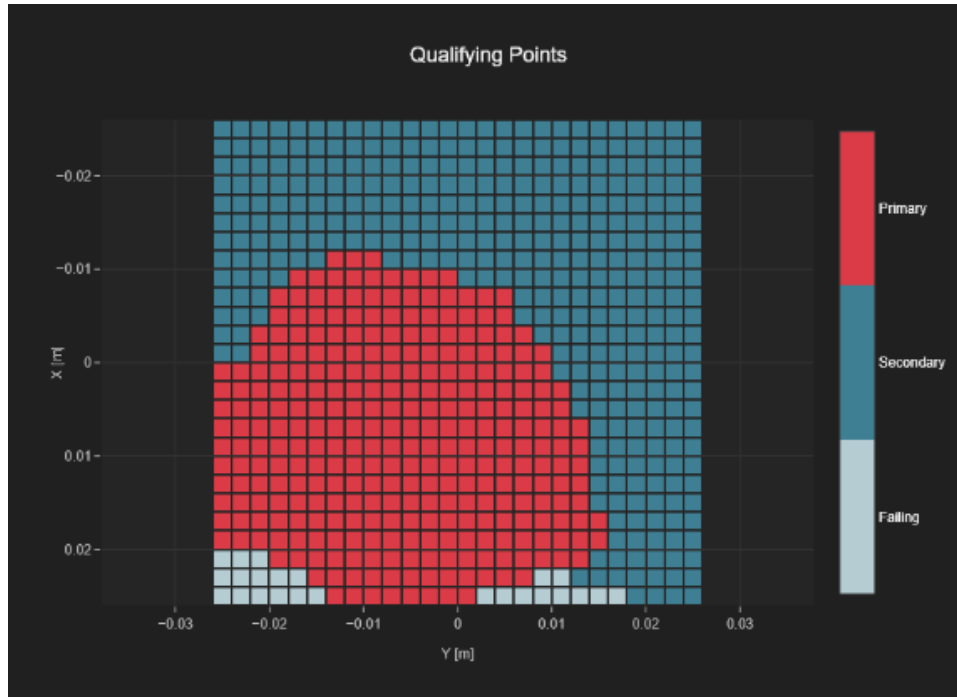 Qualifying Points
Primary
−0.02
−0.01
Secondary
X [m]
0
0.01
Failing
0.02
−0.03 −0.02 −0.01 0 0.01 0.02 0.03
Y [m]